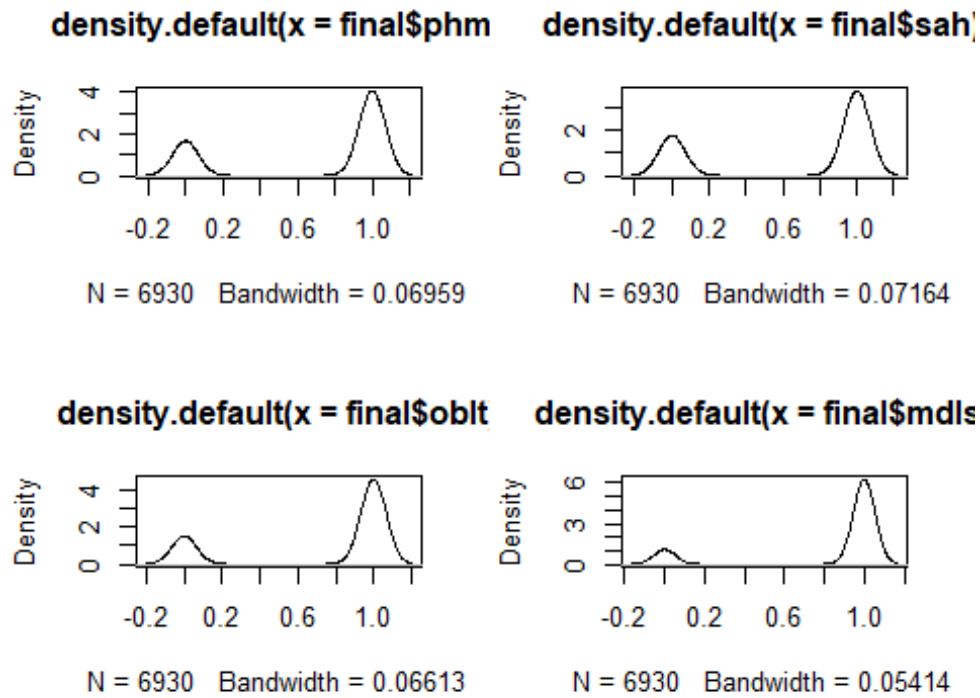 density.default(x = final$phm
Density
0 2 4
-0.2 0.2 0.6 1.0
N = 6930 Bandwidth = 0.06959
density.default(x = final$sah)
Density
0 2
-0.2 0.2 0.6 1.0
N = 6930 Bandwidth = 0.07164
density.default(x = final$oblt
Density
0 2 4
-0.2 0.2 0.6 1.0
N = 6930 Bandwidth = 0.06613
density.default(x = final$mdls
Density
0 3 6
-0.2 0.2 0.6 1.0
N = 6930 Bandwidth = 0.05414